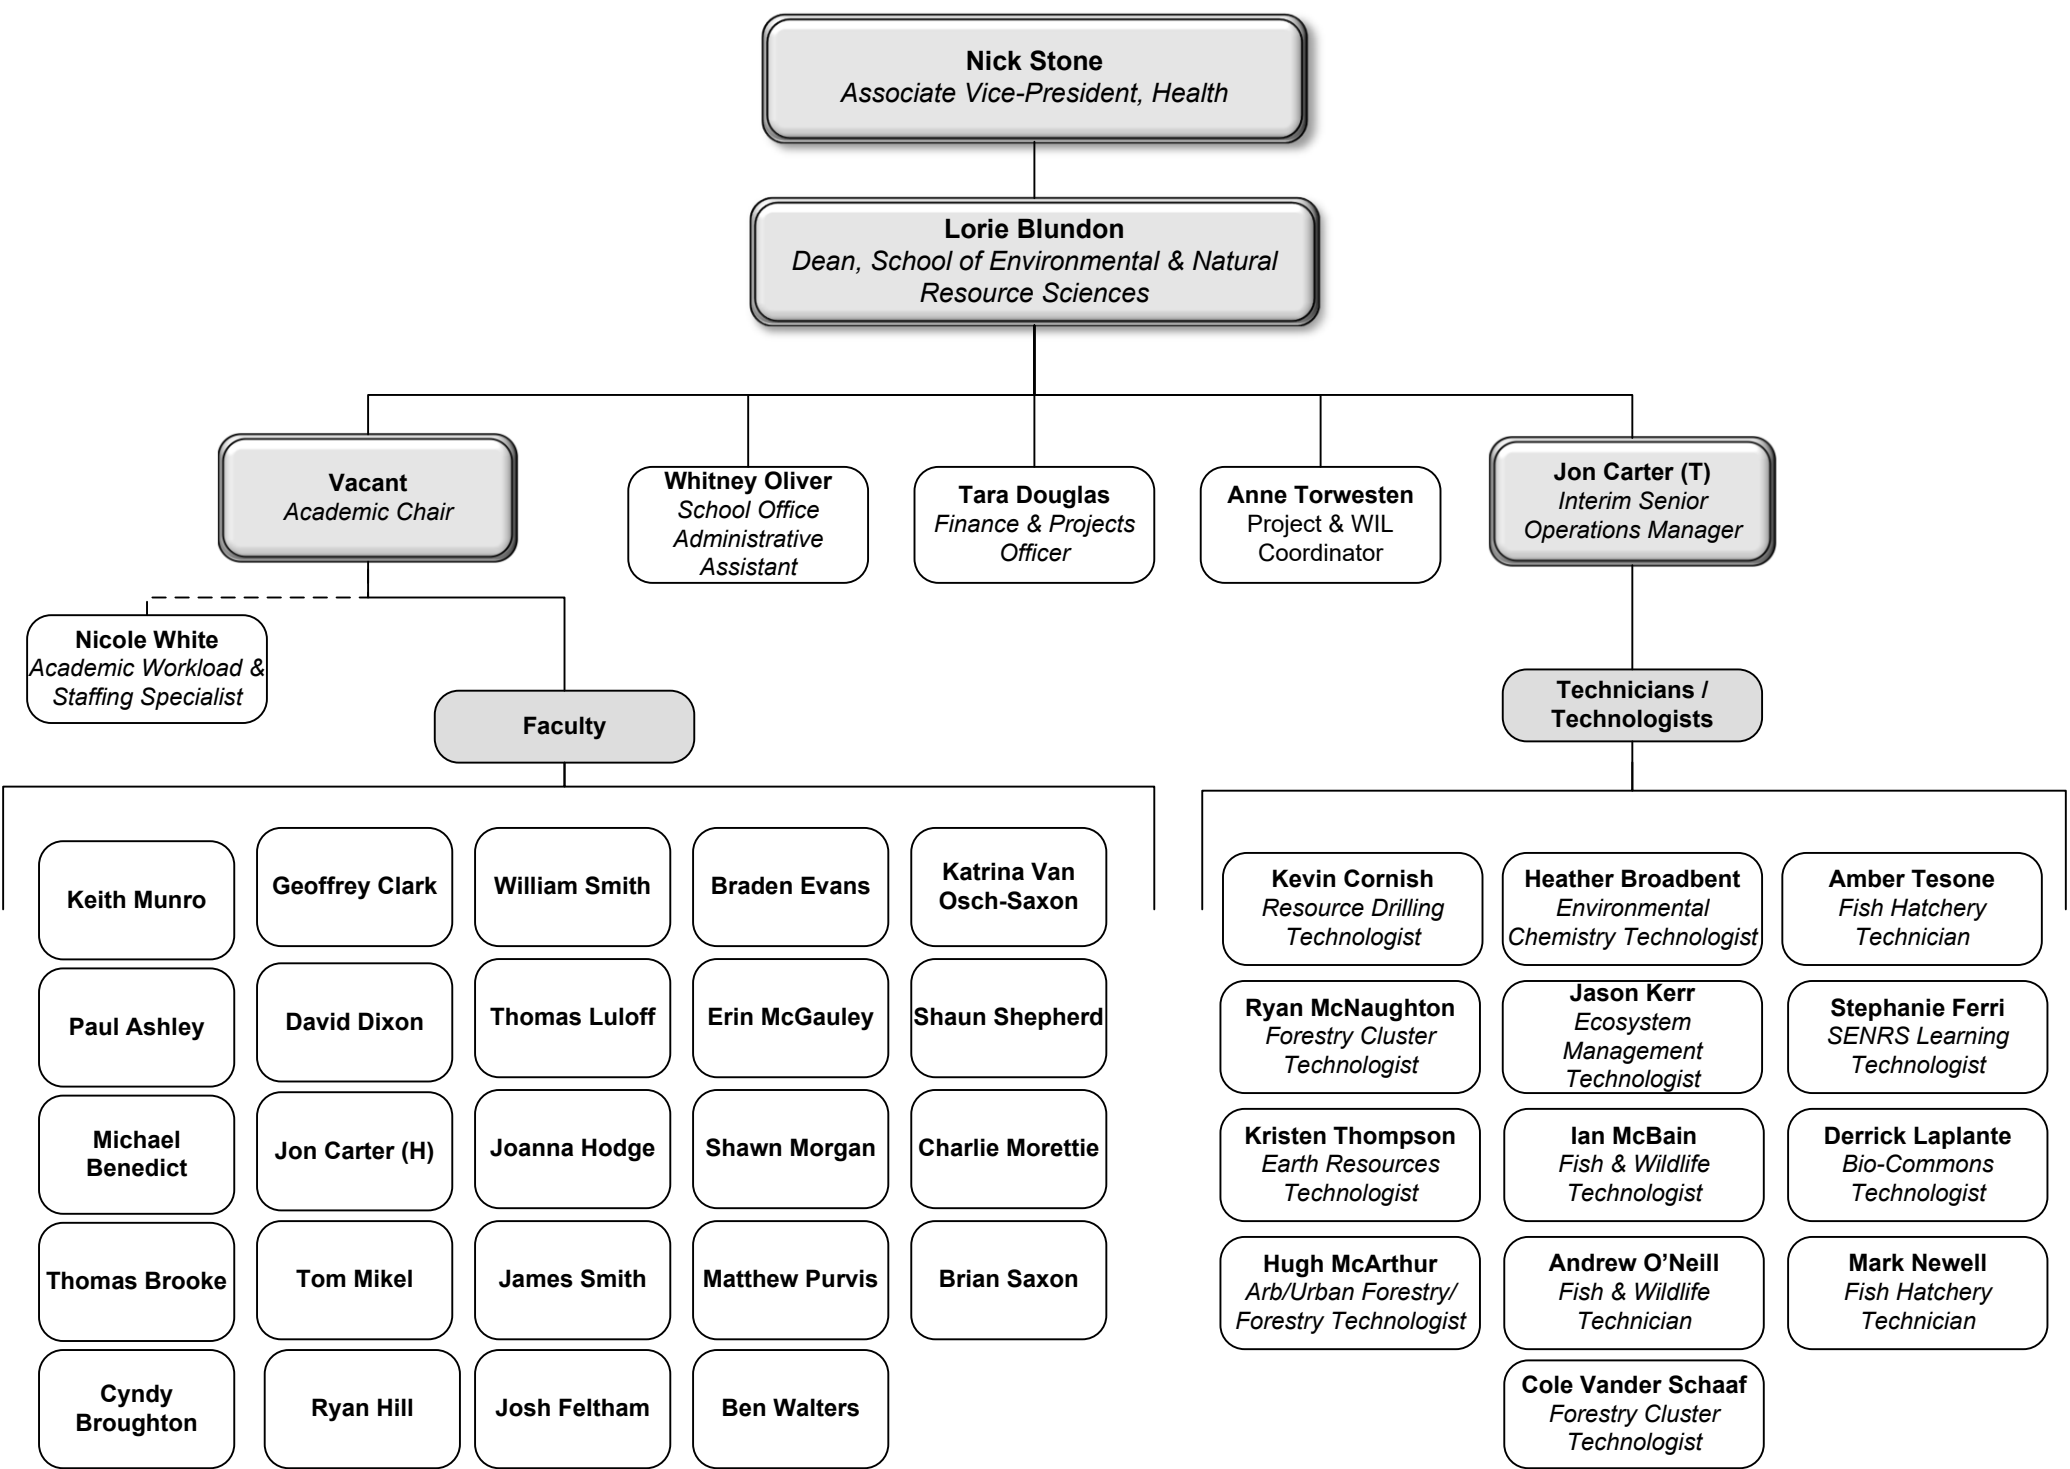 Nick Stone
Associate Vice-President, Health
Lorie Blundon
Dean, School of Environmental & Natural
Resource Sciences
Vacant
Academic Chair
Whitney Oliver
School Office
Administrative
Assistant
Tara Douglas
Finance & Projects
Officer
Anne Torwesten
Project & WIL
Coordinator
Jon Carter (T)
Interim Senior
Operations Manager
Nicole White
Academic Workload &
Staffing Specialist
Faculty
Technicians /
Technologists
Keith Munro
Geoffrey Clark
William Smith
Braden Evans
Katrina Van
Osch-Saxon
Paul Ashley
David Dixon
Thomas Luloff
Erin McGauley
Shaun Shepherd
Michael
Benedict
Jon Carter (H)
Joanna Hodge
Shawn Morgan
Charlie Morettie
Thomas Brooke
Tom Mikel
James Smith
Matthew Purvis
Brian Saxon
Cyndy
Broughton
Ryan Hill
Josh Feltham
Ben Walters
Kevin Cornish
Resource Drilling
Technologist
Heather Broadbent
Environmental
Chemistry Technologist
Amber Tesone
Fish Hatchery
Technician
Ryan McNaughton
Forestry Cluster
Technologist
Jason Kerr
Ecosystem
Management
Technologist
Stephanie Ferri
SENRS Learning
Technologist
Kristen Thompson
Earth Resources
Technologist
Ian McBain
Fish & Wildlife
Technologist
Derrick Laplante
Bio-Commons
Technologist
Hugh McArthur
Arb/Urban Forestry/
Forestry Technologist
Andrew O’Neill
Fish & Wildlife
Technician
Mark Newell
Fish Hatchery
Technician
Cole Vander Schaaf
Forestry Cluster
Technologist